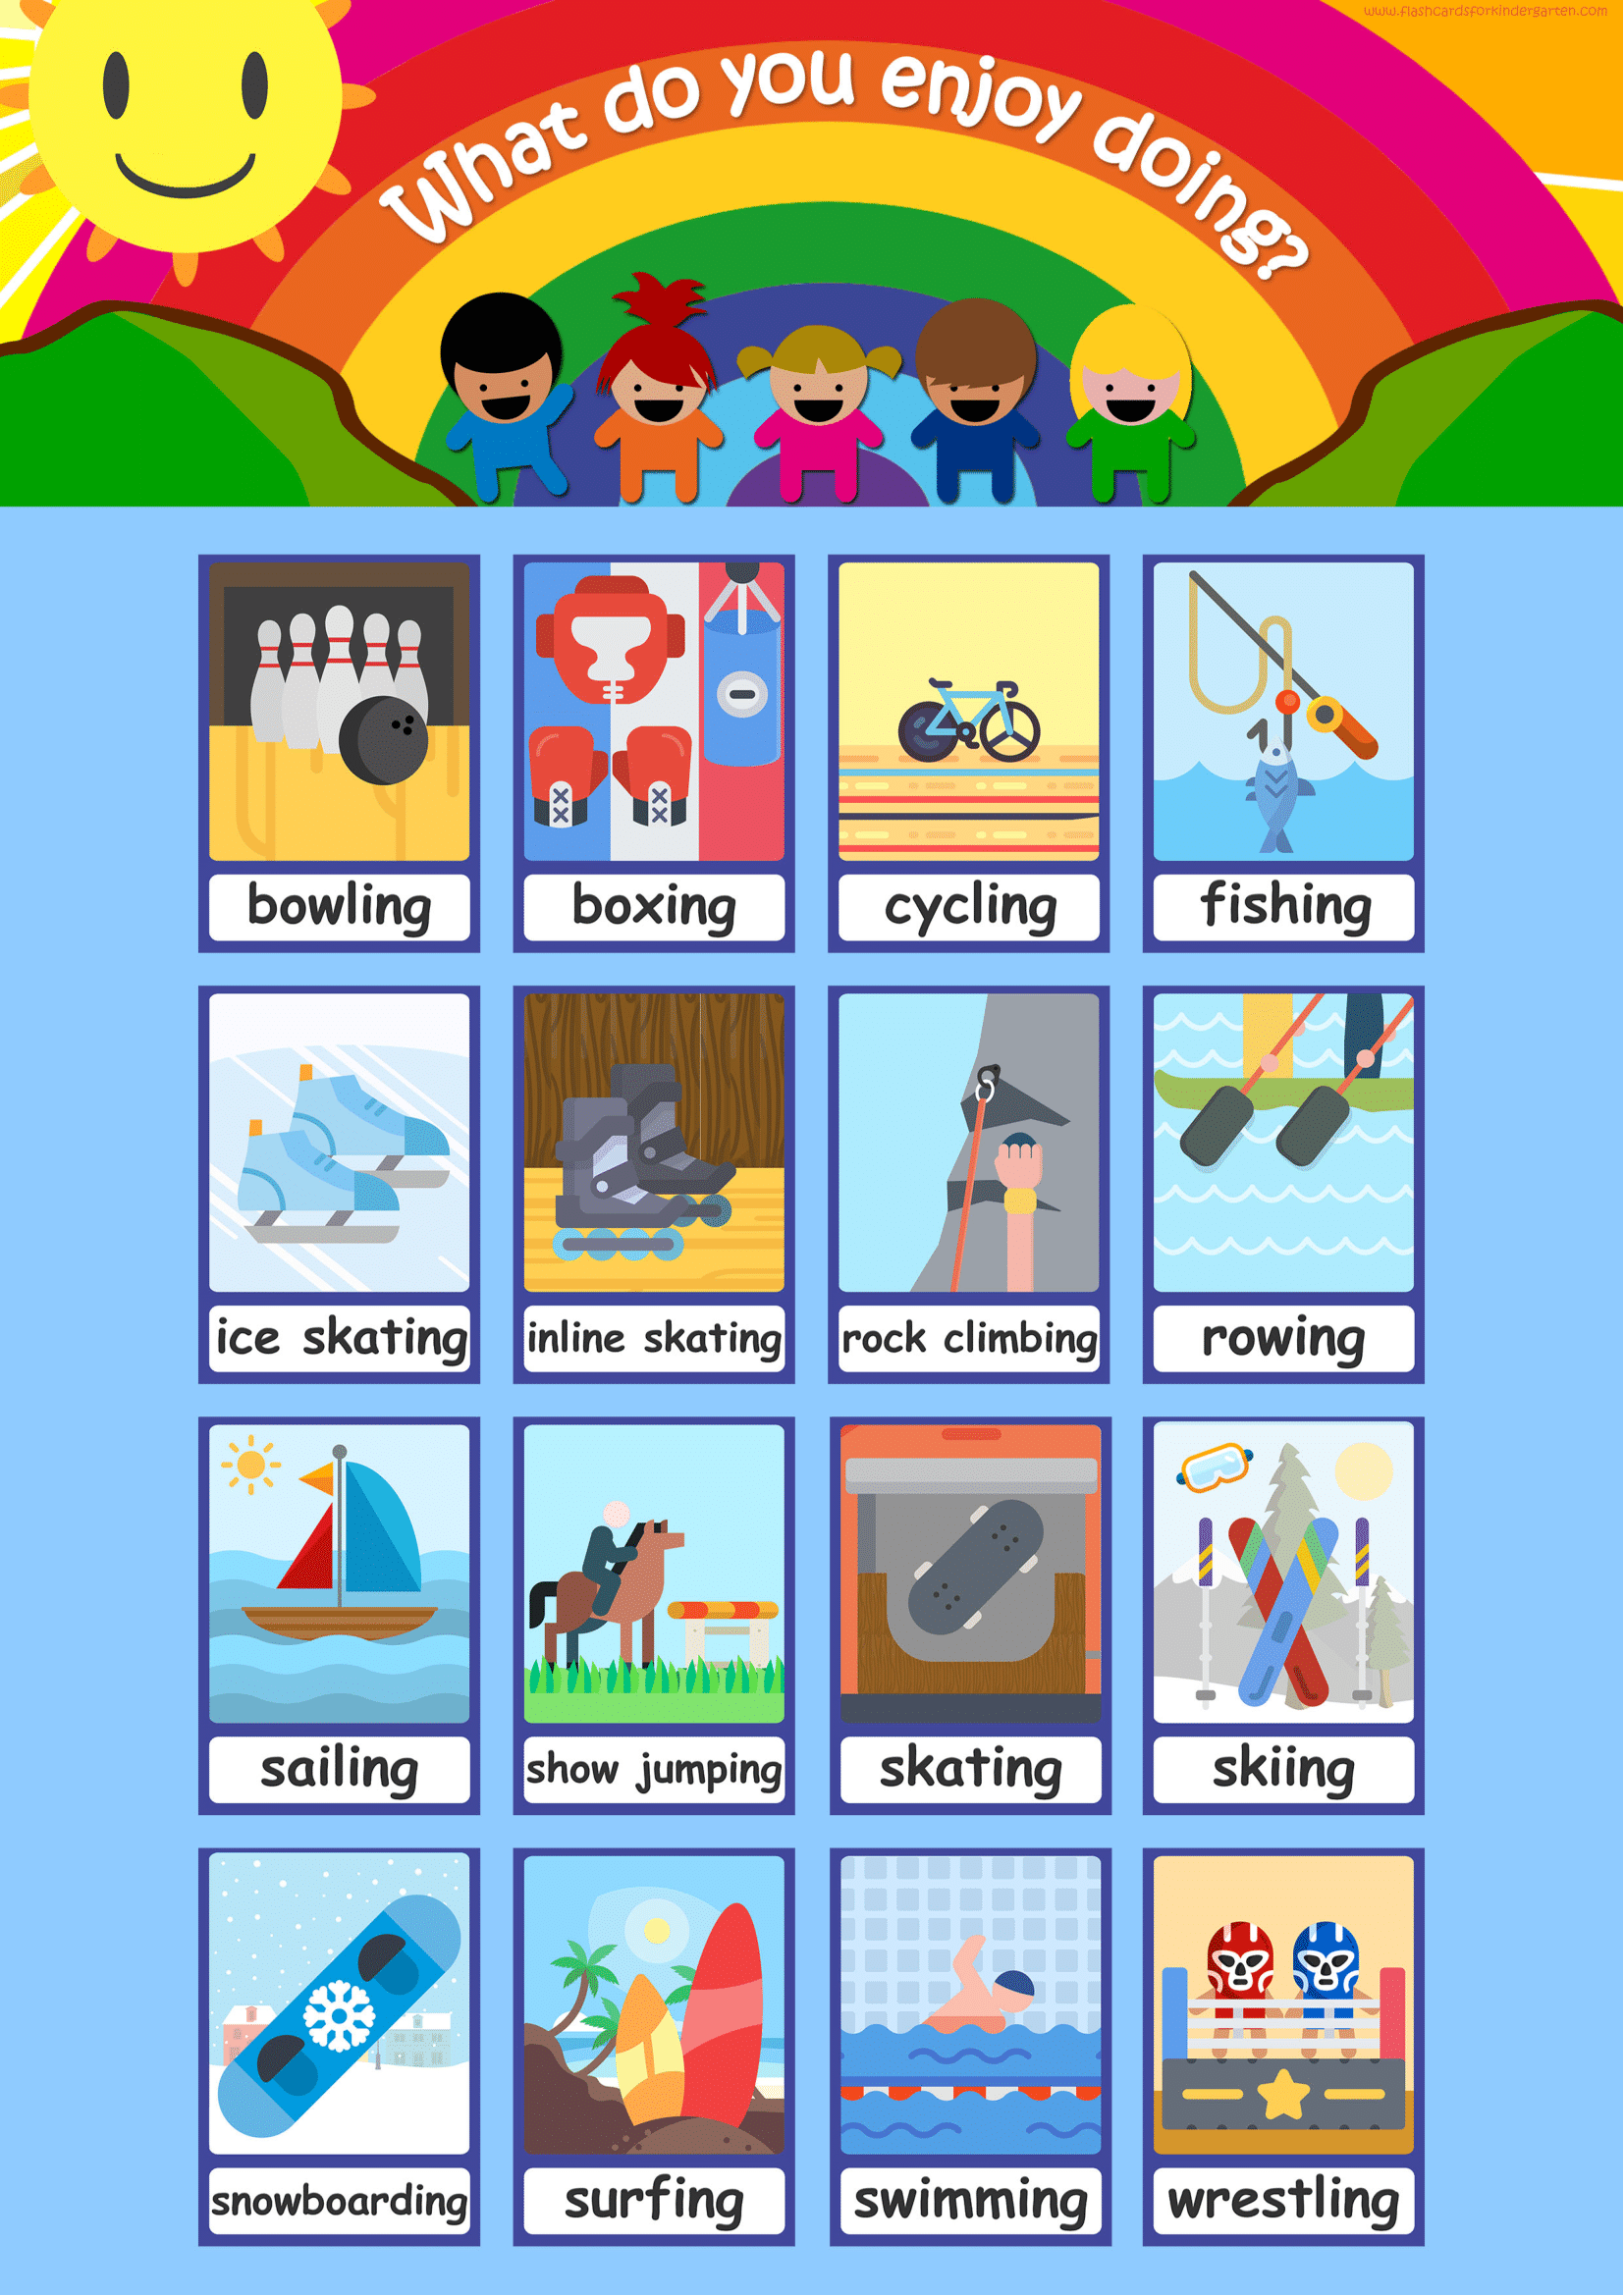 www.flashcardsforkindergarten.com
What do you enjoy doing?
bowling
boxing
cycling
fishing
ice skating
inline skating
rock climbing
rowing
sailing
show jumping
skating
skiing
snowboarding
surfing
swimming
wrestling